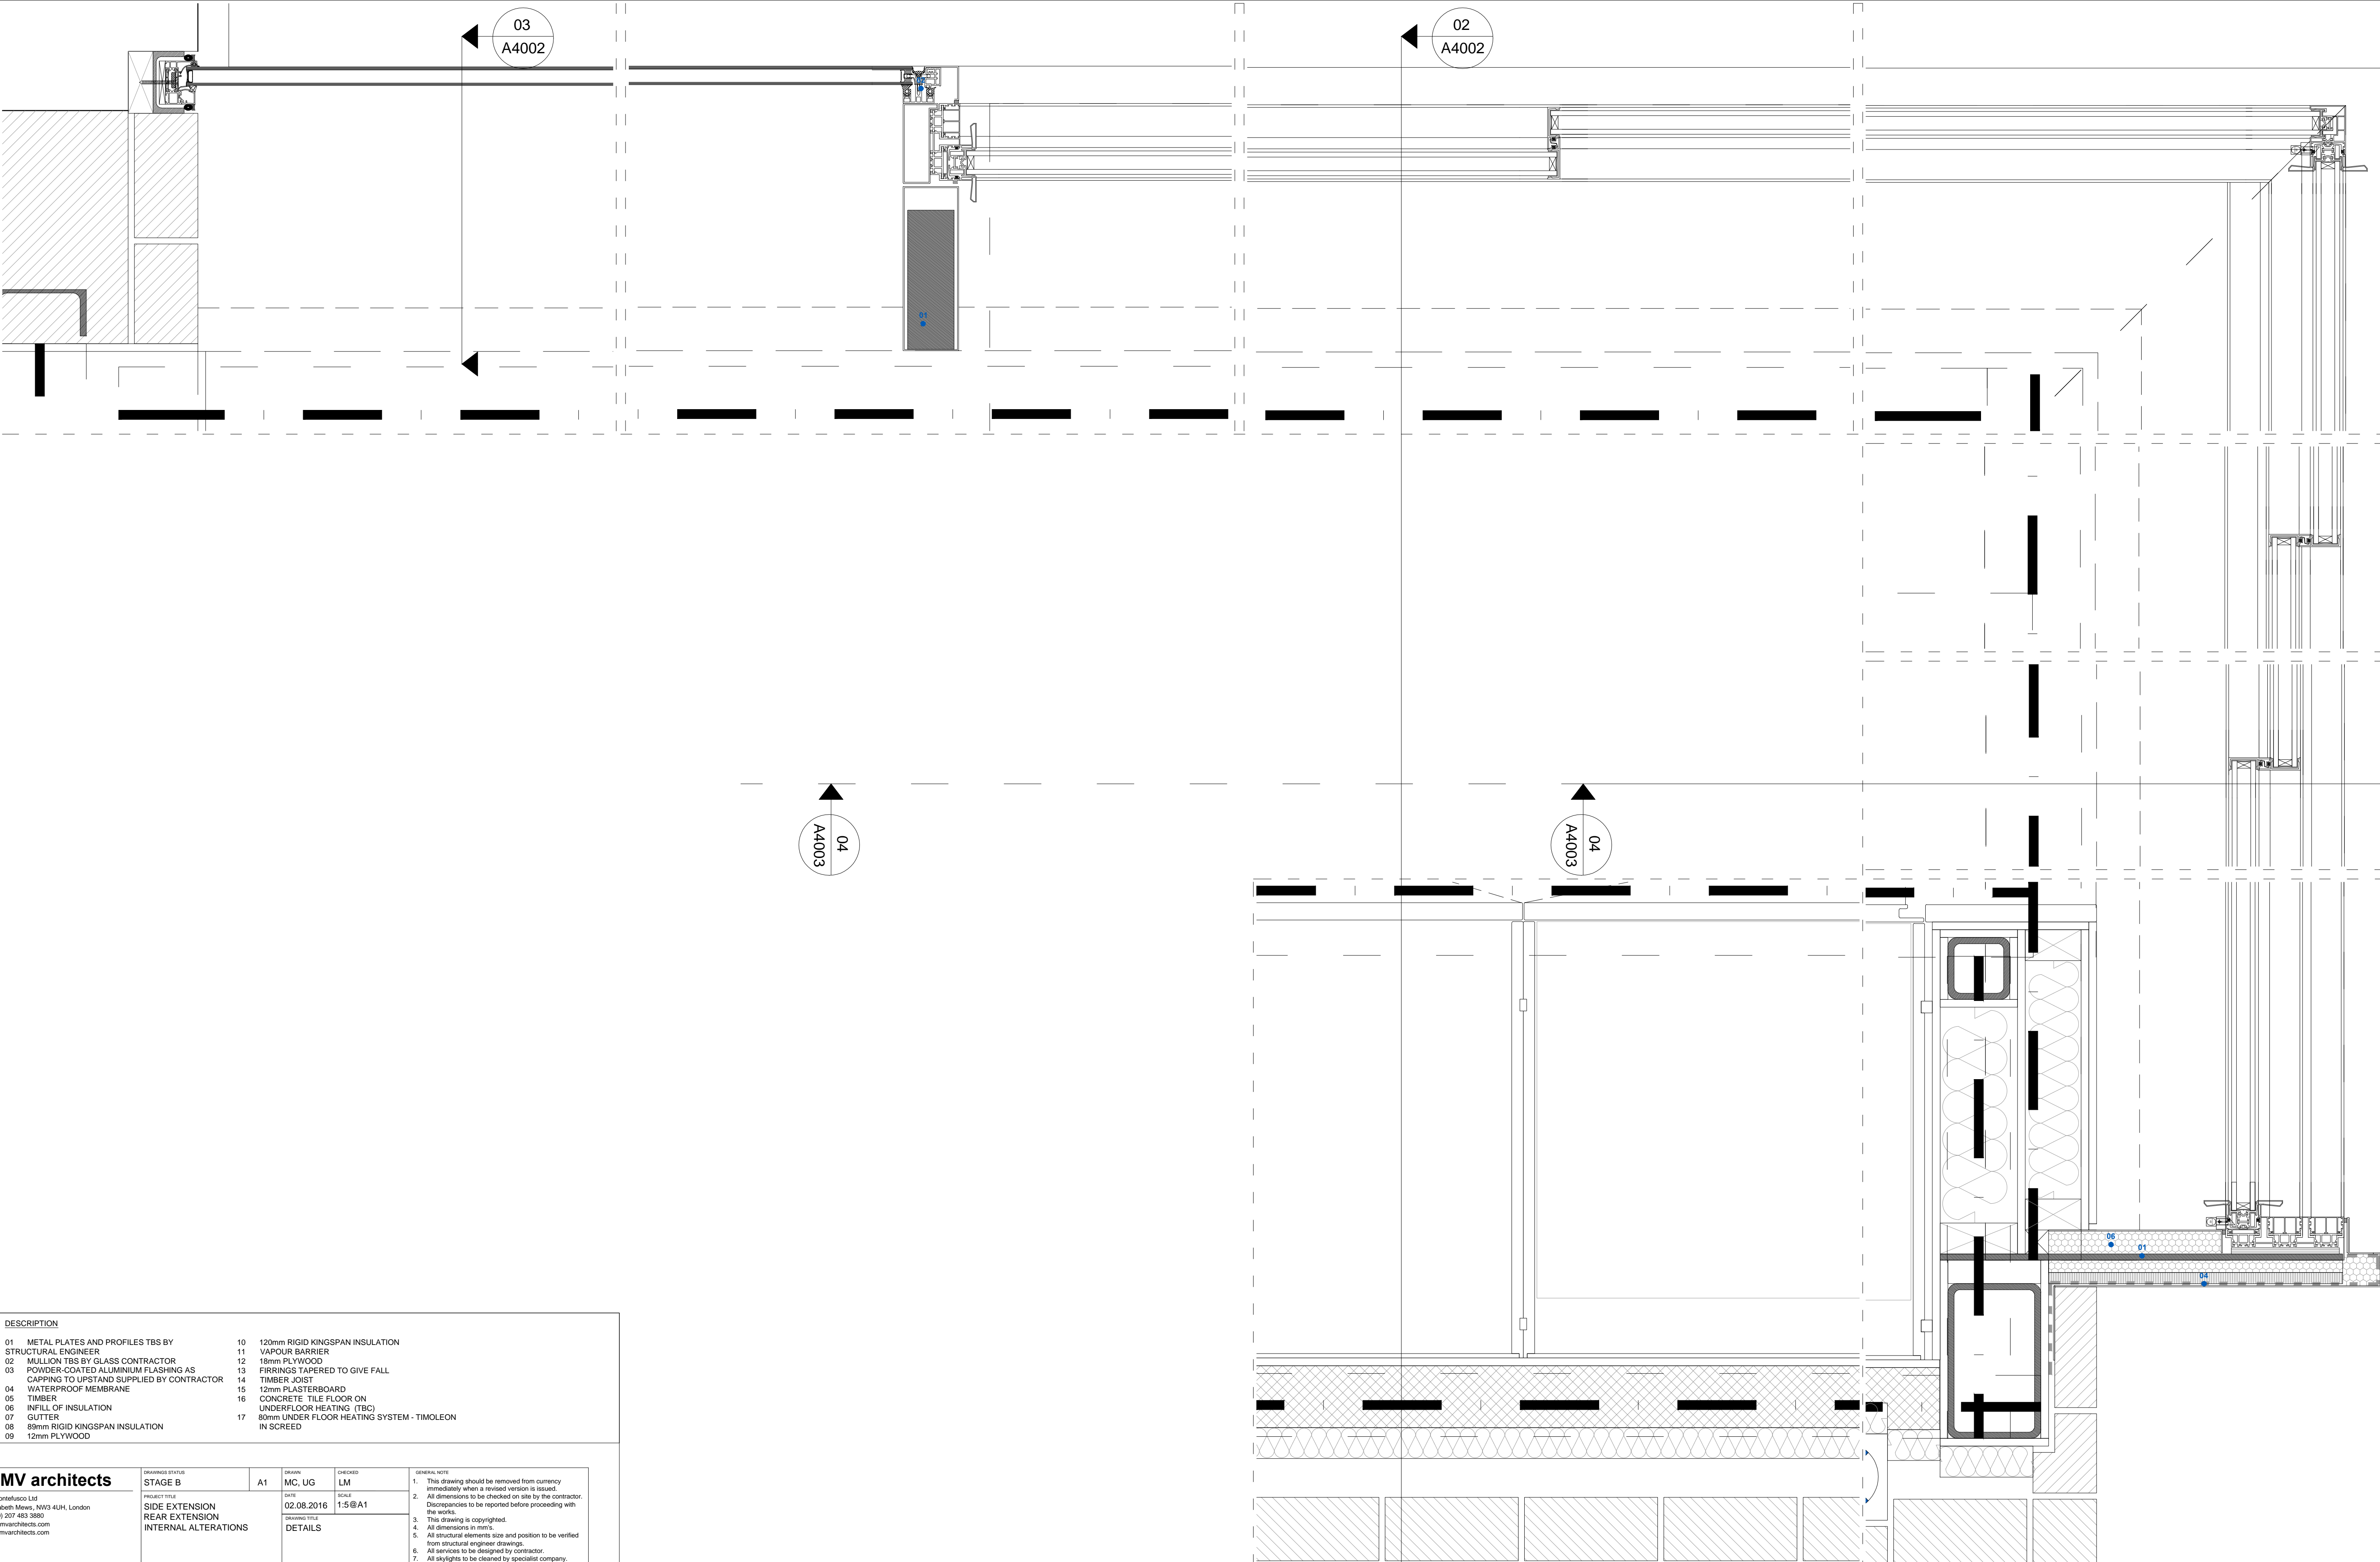 03
A4002
02
A4002
01
04
A4003
04
A4003
06
01
04
DESCRIPTION
01 METAL PLATES AND PROFILES TBS BY
STRUCTURAL ENGINEER
02 MULLION TBS BY GLASS CONTRACTOR
03 POWDER-COATED ALUMINIUM FLASHING AS
CAPPING TO UPSTAND SUPPLIED BY CONTRACTOR
04 WATERPROOF MEMBRANE
05 TIMBER
06 INFILL OF INSULATION
07 GUTTER
08 89mm RIGID KINGSPAN INSULATION
09 12mm PLYWOOD
10 120mm RIGID KINGSPAN INSULATION
11 VAPOUR BARRIER
12 18mm PLYWOOD
13 FIRRINGS TAPERED TO GIVE FALL
14 TIMBER JOIST
15 12mm PLASTERBOARD
16 CONCRETE TILE FLOOR ON
UNDERFLOOR HEATING (TBC)
17 80mm UNDER FLOOR HEATING SYSTEM - TIMOLEON
IN SCREED
MV architects
ontefusco Ltd
abeth Mews, NW3 4UH, London
) 207 483 3880
mvarchitects.com
mvarchitects.com
DRAWINGS STATUS
STAGE B
A1
DRAWN
MC, UG
CHECKED
LM
PROJECT TITLE
SIDE EXTENSION
REAR EXTENSION
INTERNAL ALTERATIONS
DATE
02.08.2016
SCALE
1:5@A1
DRAWING TITLE
DETAILS
GENERAL NOTE
1. This drawing should be removed from currency
immediately when a revised version is issued.
2. All dimensions to be checked on site by the contractor.
Discrepancies to be reported before proceeding with
the works.
3. This drawing is copyrighted.
4. All dimensions in mm's.
5. All structural elements size and position to be verified
from structural engineer drawings.
6. All services to be designed by contractor.
7. All skylights to be cleaned by specialist company.